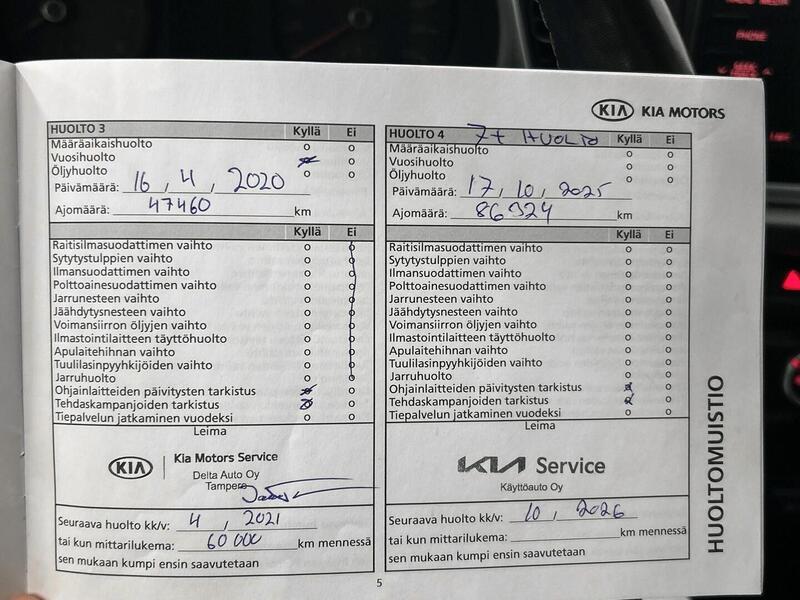 KIA KIA MOTORS
HUOLTO 3 Kyllä Ei
Määräaikaishuolto o o
Vuosihuolto o
Öljyhuolto o o
Päivämäärä: 16, 4, 2020
Ajomäärä: 47460 km
Kyllä Ei
Raitisilmasuodattimen vaihto o o
Sytytystulppien vaihto o o
Ilmansuodattimen vaihto o o
Polttoainesuodattimen vaihto o o
Jarrunesteen vaihto o o
Jäähdytysnesteen vaihto o o
Voimansiirron öljyjen vaihto o o
Ilmastointilaitteen täyttöhuolto o o
Apulaitehihnan vaihto o o
Tuulilasinpyyhkijöiden vaihto o o
Jarruhuolto o o
Ohjainlaitteiden päivitysten tarkistus o
Tehdaskampanjoiden tarkistus o
Tiepalvelun jatkaminen vuodeksi o o
Leima
KIA Kia Motors Service
Delta Auto Oy
Tampere
Seuraava huolto kk/v: 4, 2021
tai kun mittarilukema: 60 000 km mennessä
sen mukaan kumpi ensin saavutetaan
HUOLTO 4 7+ HUOLTO Kyllä Ei
Määräaikaishuolto o o
Vuosihuolto o o
Öljyhuolto o o
Päivämäärä: 17, 10, 2025
Ajomäärä: 86324 km
Kyllä Ei
Raitisilmasuodattimen vaihto o o
Sytytystulppien vaihto o o
Ilmansuodattimen vaihto o o
Polttoainesuodattimen vaihto o o
Jarrunesteen vaihto o o
Jäähdytysnesteen vaihto o o
Voimansiirron öljyjen vaihto o o
Ilmastointilaitteen täyttöhuolto o o
Apulaitehihnan vaihto o o
Tuulilasinpyyhkijöiden vaihto o o
Jarruhuolto o o
Ohjainlaitteiden päivitysten tarkistus o
Tehdaskampanjoiden tarkistus o
Tiepalvelun jatkaminen vuodeksi o o
Leima
KIA Service
Käyttöauto Oy
Seuraava huolto kk/v: 10, 2026
tai kun mittarilukema: km mennessä
sen mukaan kumpi ensin saavutetaan
HUOLTOMUISTIO
5
PHONE